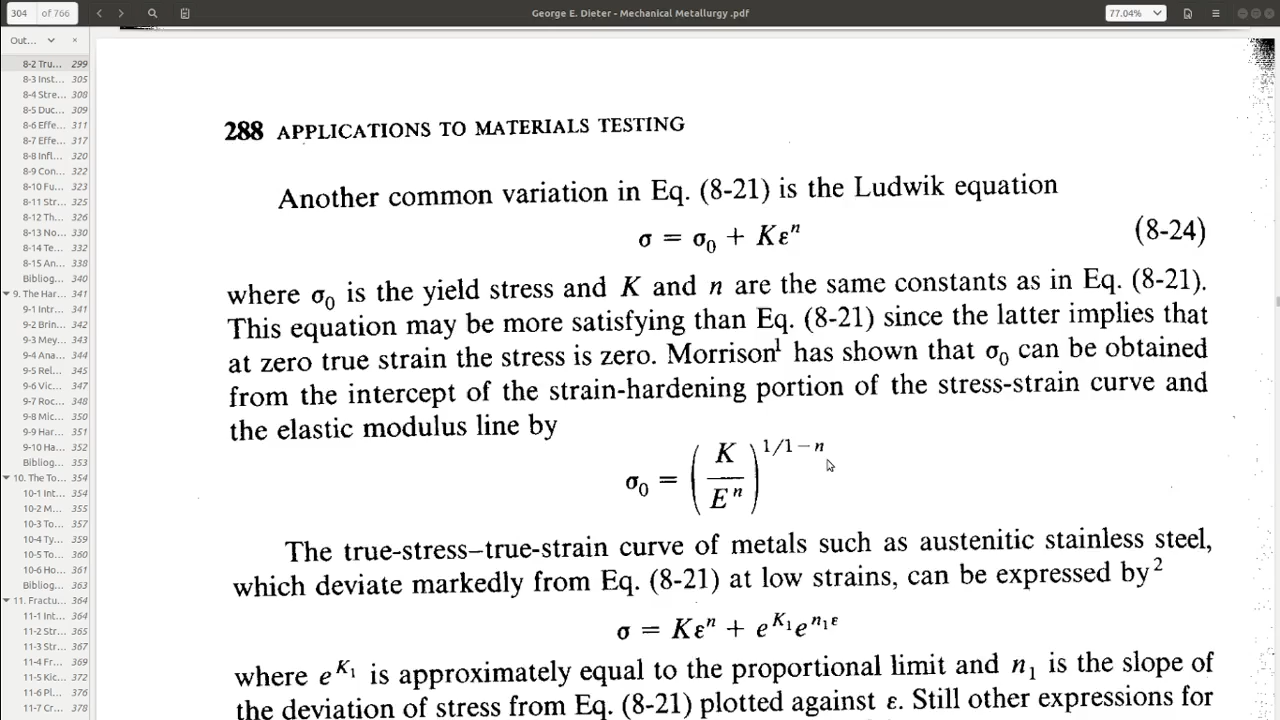 304 of 766
George E. Dieter - Mechanical Metallurgy .pdf
77.04%
Out...
8-2 Tru... 299
8-3 Inst... 305
8-4 Stre... 308
8-5 Duc... 309
8-6 Effe... 311
8-7 Effe... 317
8-8 Infl... 320
8-9 Con... 322
8-10 Fu... 323
8-11 Str... 325
8-12 Th... 326
8-13 No... 330
8-14 Te... 332
8-15 An... 338
Bibliog... 340
9. The Har... 341
9-1 Intr... 341
9-2 Brin... 342
9-3 Mey... 343
9-4 Ana... 344
9-5 Rel... 345
9-6 Vic... 347
9-7 Roc... 348
9-8 Mic... 350
9-9 Har... 351
9-10 Ha... 352
Bibliog... 353
10. The To... 354
10-1 Int... 354
10-2 M... 355
10-3 To... 357
10-4 Ty... 359
10-5 To... 360
10-6 Ho... 361
Bibliog... 363
11. Fractur... 364
11-1 Int... 364
11-2 Str... 365
11-3 Str... 367
11-4 Fr... 369
11-5 Kic... 372
11-6 Pl... 376
11-7 Cr... 378
288 APPLICATIONS TO MATERIALS TESTING
Another common variation in Eq. (8-21) is the Ludwik equation
σ = σ₀ + Kεⁿ (8-24)
where σ₀ is the yield stress and K and n are the same constants as in Eq. (8-21).
This equation may be more satisfying than Eq. (8-21) since the latter implies that
at zero true strain the stress is zero. Morrison¹ has shown that σ₀ can be obtained
from the intercept of the strain-hardening portion of the stress-strain curve and
the elastic modulus line by
σ₀ = (K/Eⁿ)^(1/1−n)
The true-stress–true-strain curve of metals such as austenitic stainless steel,
which deviate markedly from Eq. (8-21) at low strains, can be expressed by²
σ = Kεⁿ + e^K₁ e^n₁ε
where e^K₁ is approximately equal to the proportional limit and n₁ is the slope of
the deviation of stress from Eq. (8-21) plotted against ε. Still other expressions for